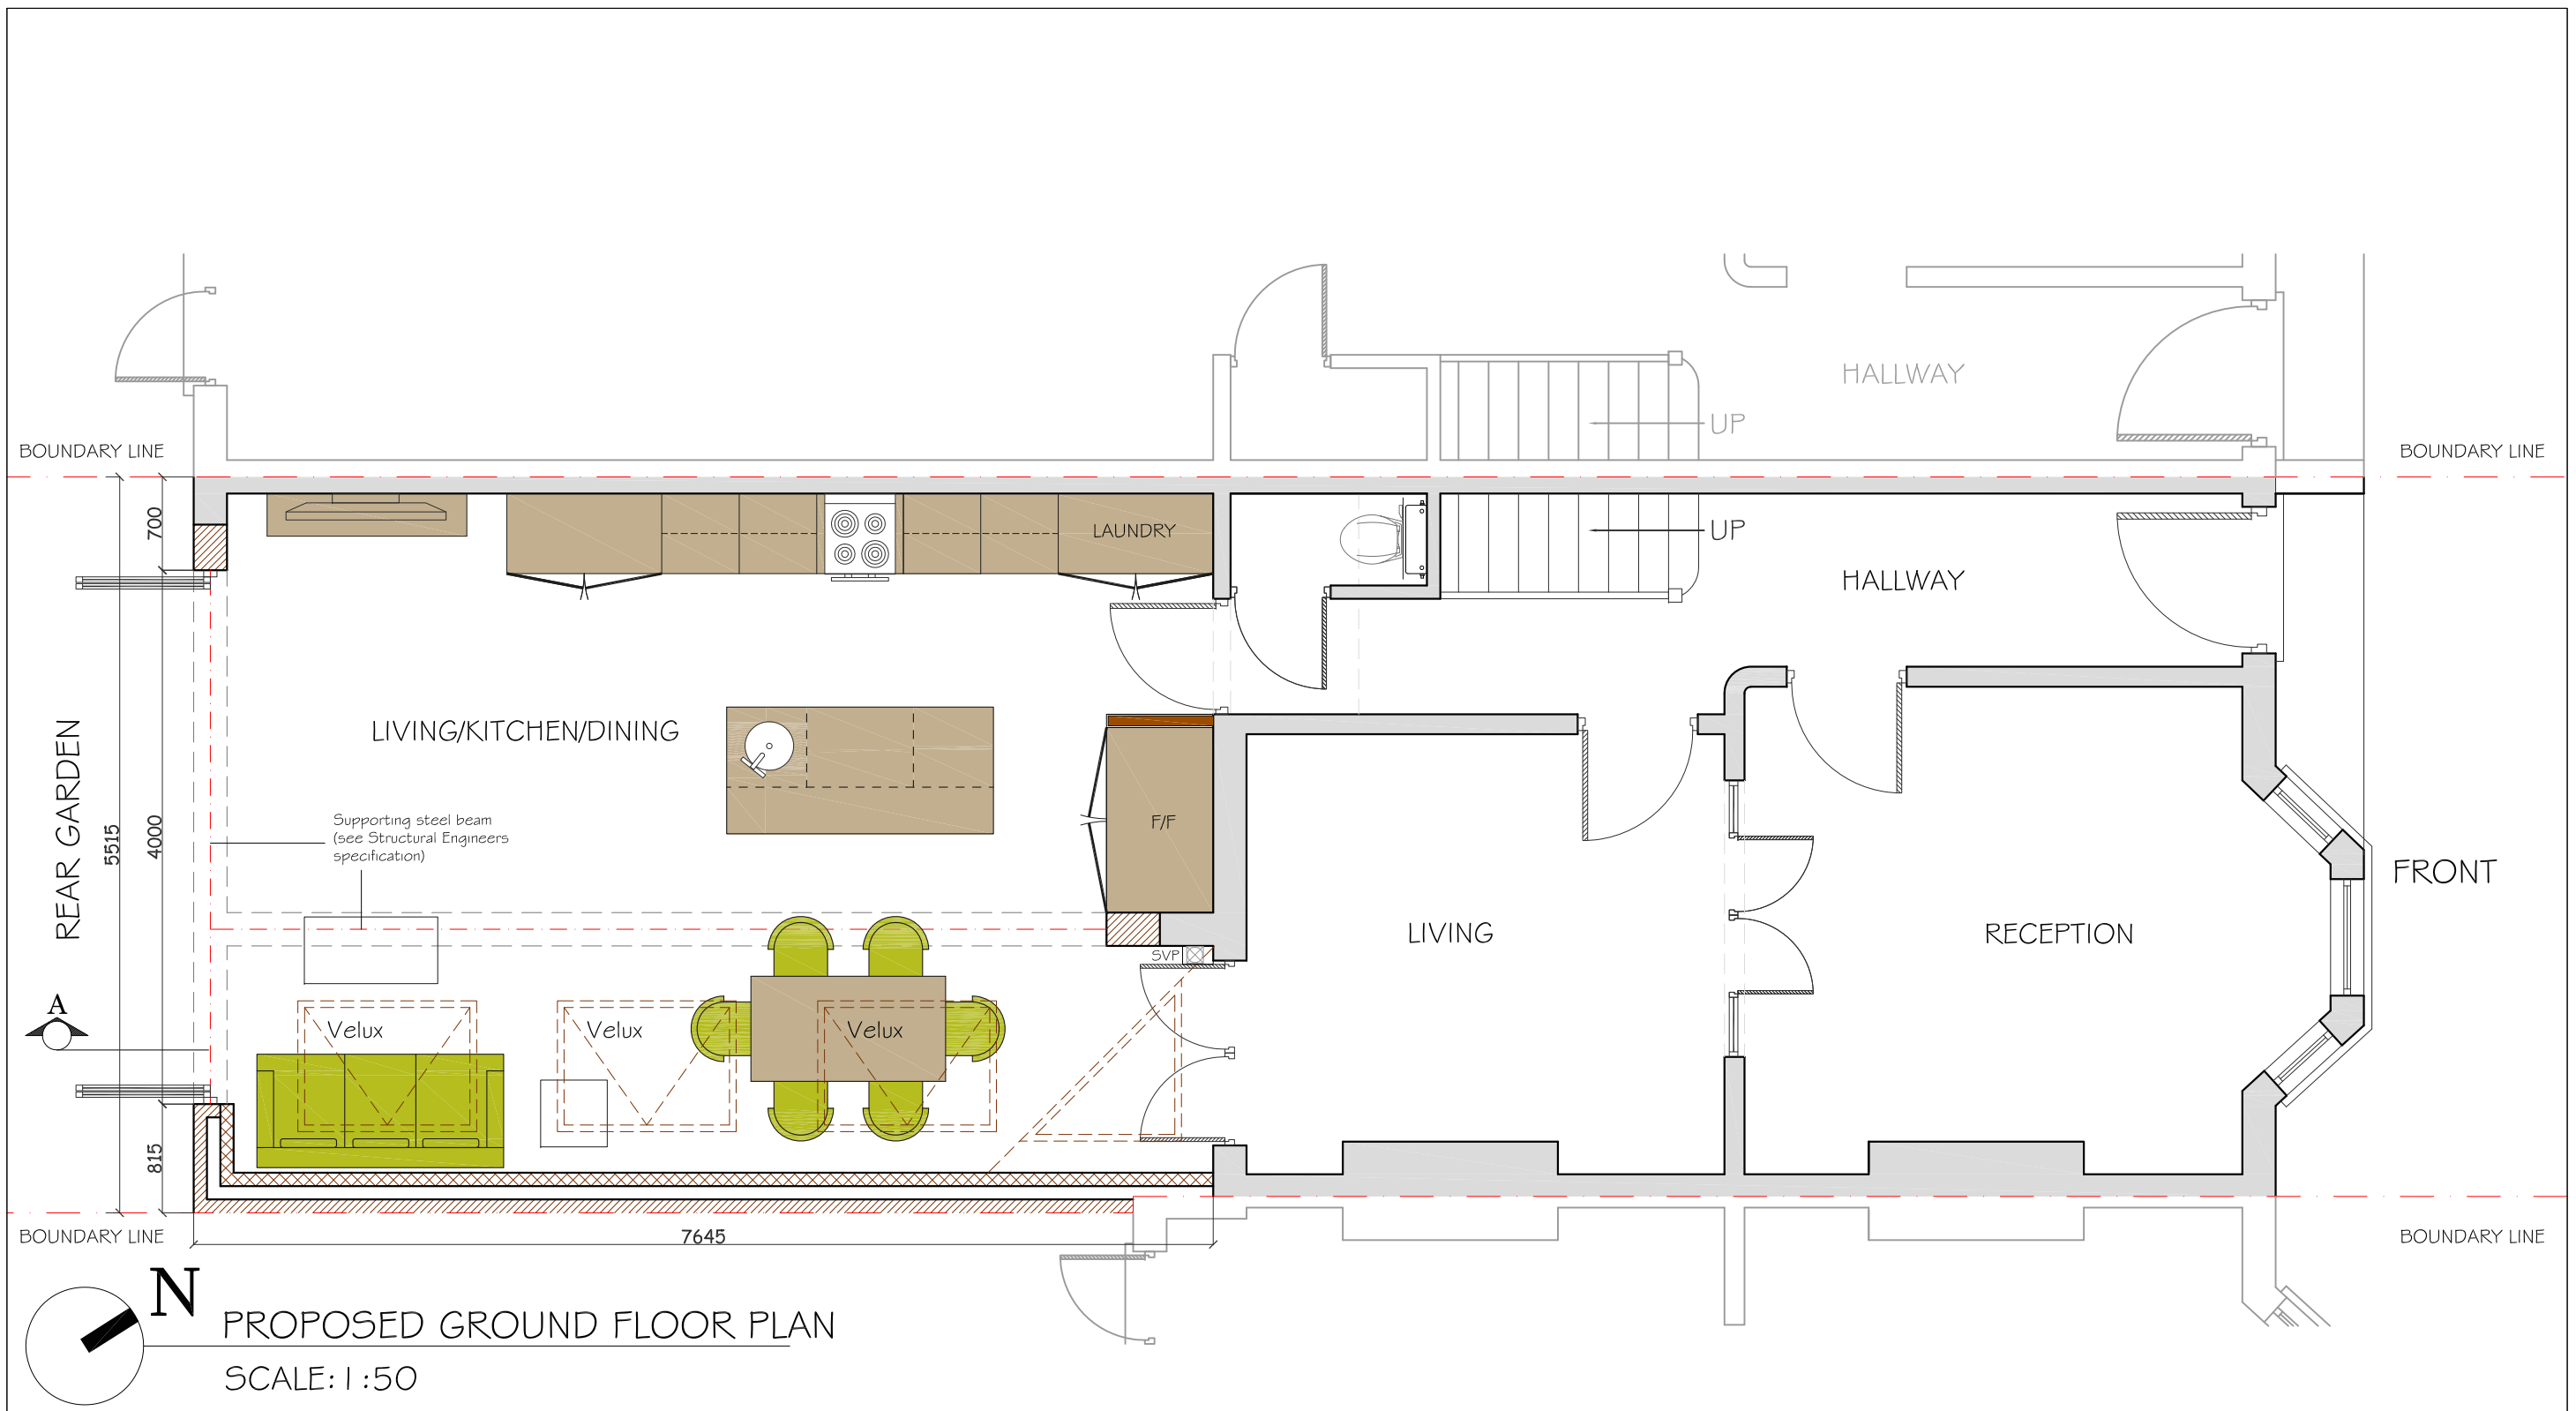 HALLWAY
UP
BOUNDARY LINE
BOUNDARY LINE
LAUNDRY
UP
HALLWAY
700
LIVING/KITCHEN/DINING
REAR GARDEN
5515
4000
Supporting steel beam
(see Structural Engineers
specification)
F/F
FRONT
LIVING
RECEPTION
SVP
A
Velux
Velux
Velux
815
BOUNDARY LINE
7645
BOUNDARY LINE
N
PROPOSED GROUND FLOOR PLAN
SCALE:1:50